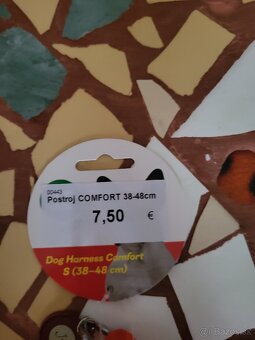 00443
Postroj COMFORT 38-48cm
7,50 €
Dog Harness Comfort
S (38-48 cm)